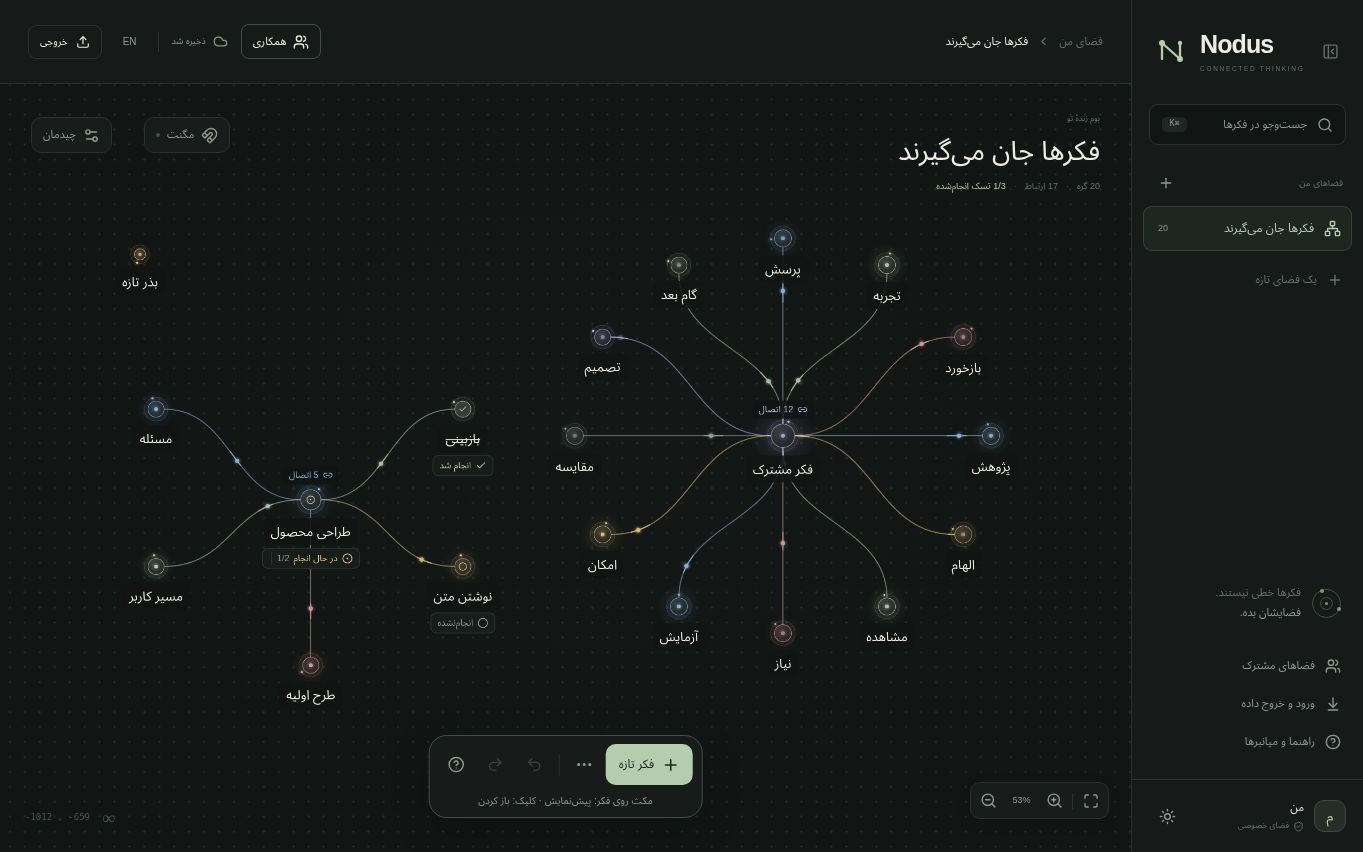 Nodus
CONNECTED THINKING
جست‌وجو در فکرها
K⌘
فضاهای من
فکرها جان می‌گیرند
20
یک فضای تازه
فکرها خطی نیستند.
فضایشان بده.
فضاهای مشترک
ورود و خروج داده
راهنما و میانبرها
م
من
فضای خصوصی
فضای من
فکرها جان می‌گیرند
همکاری
ذخیره شد
EN
خروجی
بوم زندهٔ تو
فکرها جان می‌گیرند
20 گره · 17 ارتباط · 1/3 تسک انجام‌شده
مگنت
چیدمان
پرسش
تجربه
گام بعد
بازخورد
تصمیم
12 اتصال
فکر مشترک
پژوهش
مقایسه
الهام
امکان
مشاهده
آزمایش
نیاز
بذر تازه
بازبینی
انجام شد
مسئله
5 اتصال
طراحی محصول
در حال انجام 1/2
نوشتن متن
انجام‌نشده
مسیر کاربر
طرح اولیه
فکر تازه
مکث روی فکر: پیش‌نمایش · کلیک: باز کردن
53%
-1012 , -659